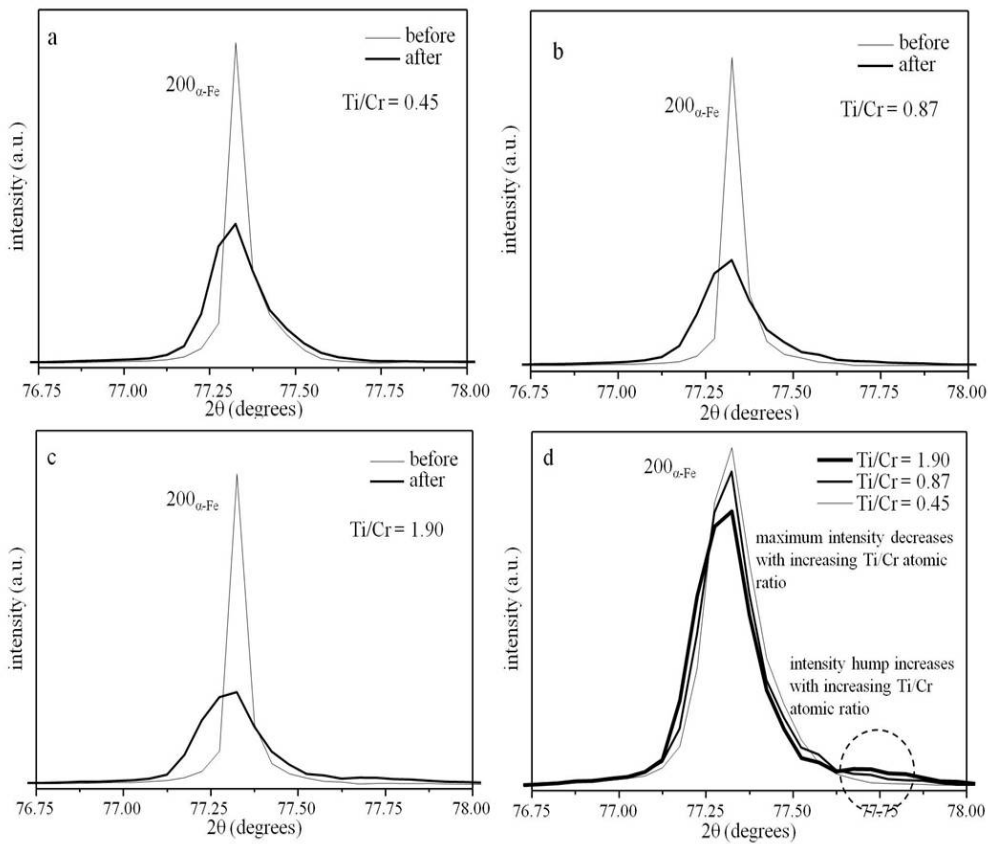 a
before
after
200α-Fe
Ti/Cr = 0.45
intensity (a.u.)
76.75 77.00 77.25 77.50 77.75 78.00
2θ (degrees)
b
before
after
200α-Fe
Ti/Cr = 0.87
intensity (a.u.)
76.75 77.00 77.25 77.50 77.75 78.00
2θ (degrees)
c
before
after
200α-Fe
Ti/Cr = 1.90
intensity (a.u.)
76.75 77.00 77.25 77.50 77.75 78.00
2θ (degrees)
d
200α-Fe
Ti/Cr = 1.90
Ti/Cr = 0.87
Ti/Cr = 0.45
maximum intensity decreases
with increasing Ti/Cr atomic
ratio
intensity hump increases
with increasing Ti/Cr
atomic ratio
intensity (a.u.)
76.75 77.00 77.25 77.50 77.75 78.00
2θ (degrees)